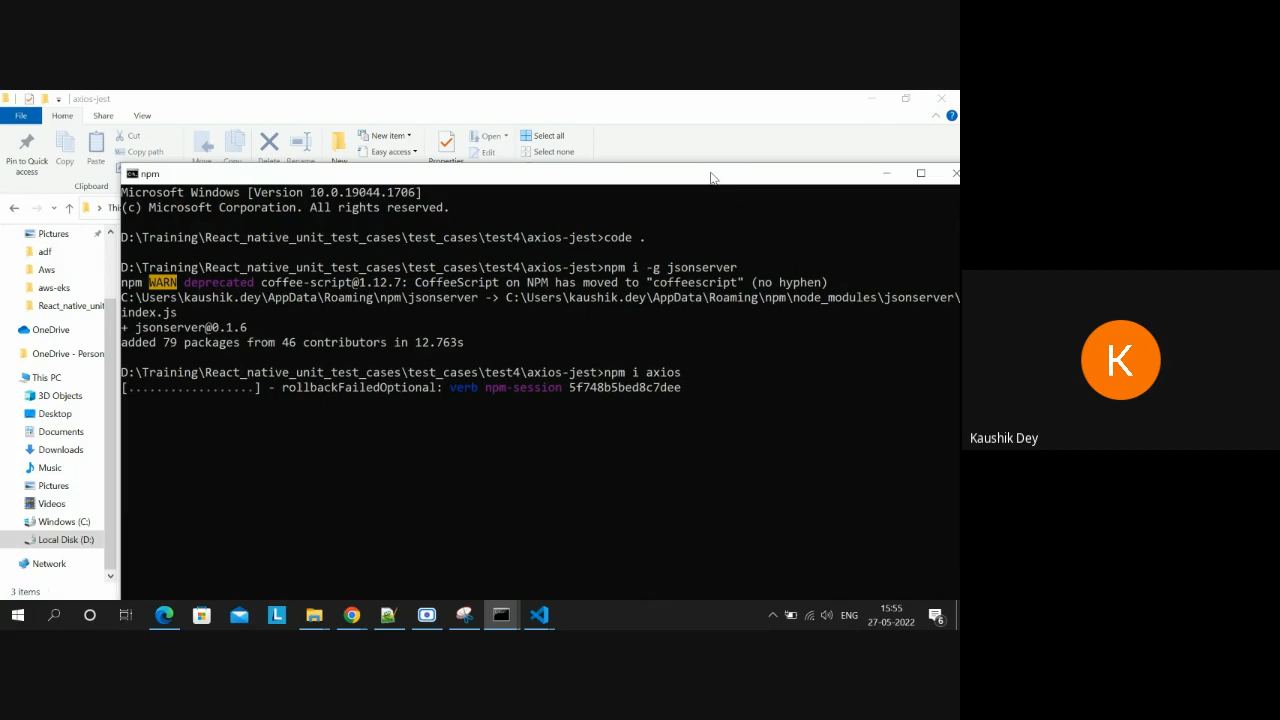 axios-jest
File Home Share View
Pin to Quick access
Copy
Paste
Cut
Copy path
Clipboard
New item
Easy access
Open
Edit
Select all
Select none
npm
Microsoft Windows [Version 10.0.19044.1706]
(c) Microsoft Corporation. All rights reserved.
D:\Training\React_native_unit_test_cases\test_cases\test4\axios-jest>code .
D:\Training\React_native_unit_test_cases\test_cases\test4\axios-jest>npm i -g jsonserver
npm WARN deprecated coffee-script@1.12.7: CoffeeScript on NPM has moved to "coffeescript" (no hyphen)
C:\Users\kaushik.dey\AppData\Roaming\npm\jsonserver -> C:\Users\kaushik.dey\AppData\Roaming\npm\node_modules\jsonserver\
index.js
+ jsonserver@0.1.6
added 79 packages from 46 contributors in 12.763s
D:\Training\React_native_unit_test_cases\test_cases\test4\axios-jest>npm i axios
[..................] - rollbackFailedOptional: verb npm-session 5f748b5bed8c7dee
Pictures
adf
Aws
aws-eks
React_native_unit
OneDrive
OneDrive - Person
This PC
3D Objects
Desktop
Documents
Downloads
Music
Pictures
Videos
Windows (C:)
Local Disk (D:)
Network
3 items
ENG
15:55
27-05-2022
6
K
Kaushik Dey